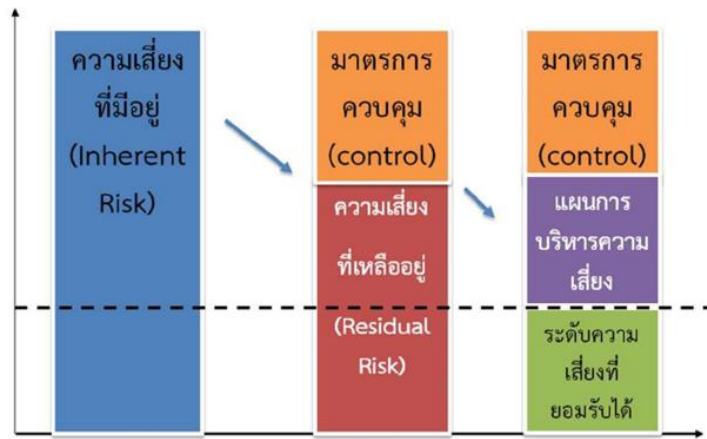 ความเสี่ยง
ที่มีอยู่
(Inherent
Risk)
มาตรการ
ควบคุม
(control)
ความเสี่ยง
ที่เหลืออยู่
(Residual
Risk)
มาตรการ
ควบคุม
(control)
แผนการ
บริหารความ
เสี่ยง
ระดับความ
เสี่ยงที่
ยอมรับได้